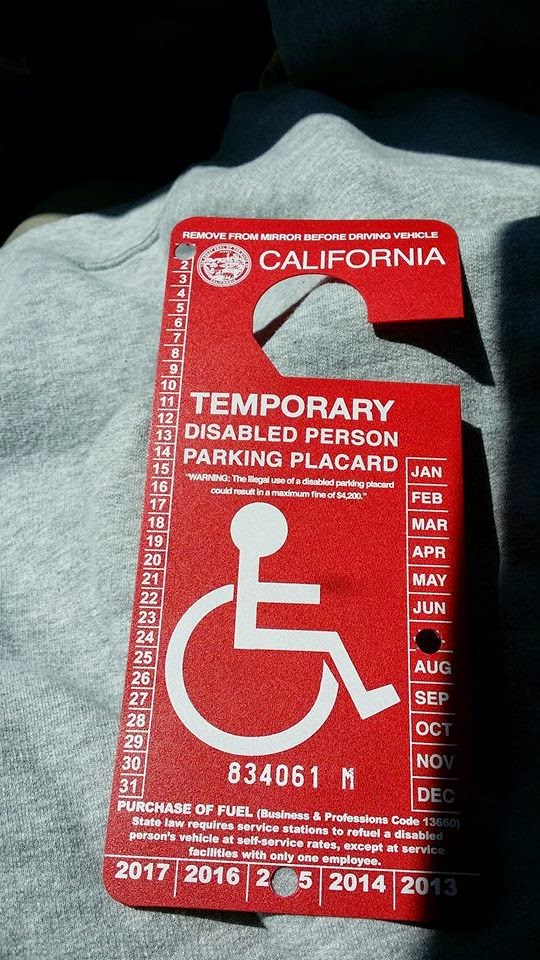 REMOVE FROM MIRROR BEFORE DRIVING VEHICLE
CALIFORNIA
2
3
4
5
6
7
8
9
10
11
12
13
14
15
16
17
18
19
20
21
22
23
24
25
26
27
28
29
30
31
TEMPORARY
DISABLED PERSON
PARKING PLACARD
"WARNING: The illegal use of a disabled parking placard
could result in a maximum fine of $4,200."
JAN
FEB
MAR
APR
MAY
JUN
AUG
SEP
OCT
NOV
DEC
834061 M
PURCHASE OF FUEL (Business & Professions Code 13660)
State law requires service stations to refuel a disabled
person's vehicle at self-service rates, except at service
facilities with only one employee.
2017 2016 2 5 2014 2013